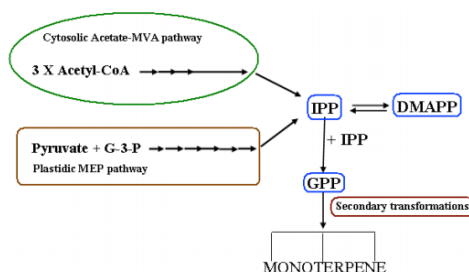 Cytosolic Acetate-MVA pathway
3 X Acetyl-CoA
IPP
DMAPP
+ IPP
Pyruvate + G-3-P
Plastidic MEP pathway
GPP
Secondary transformations
MONOTERPENE